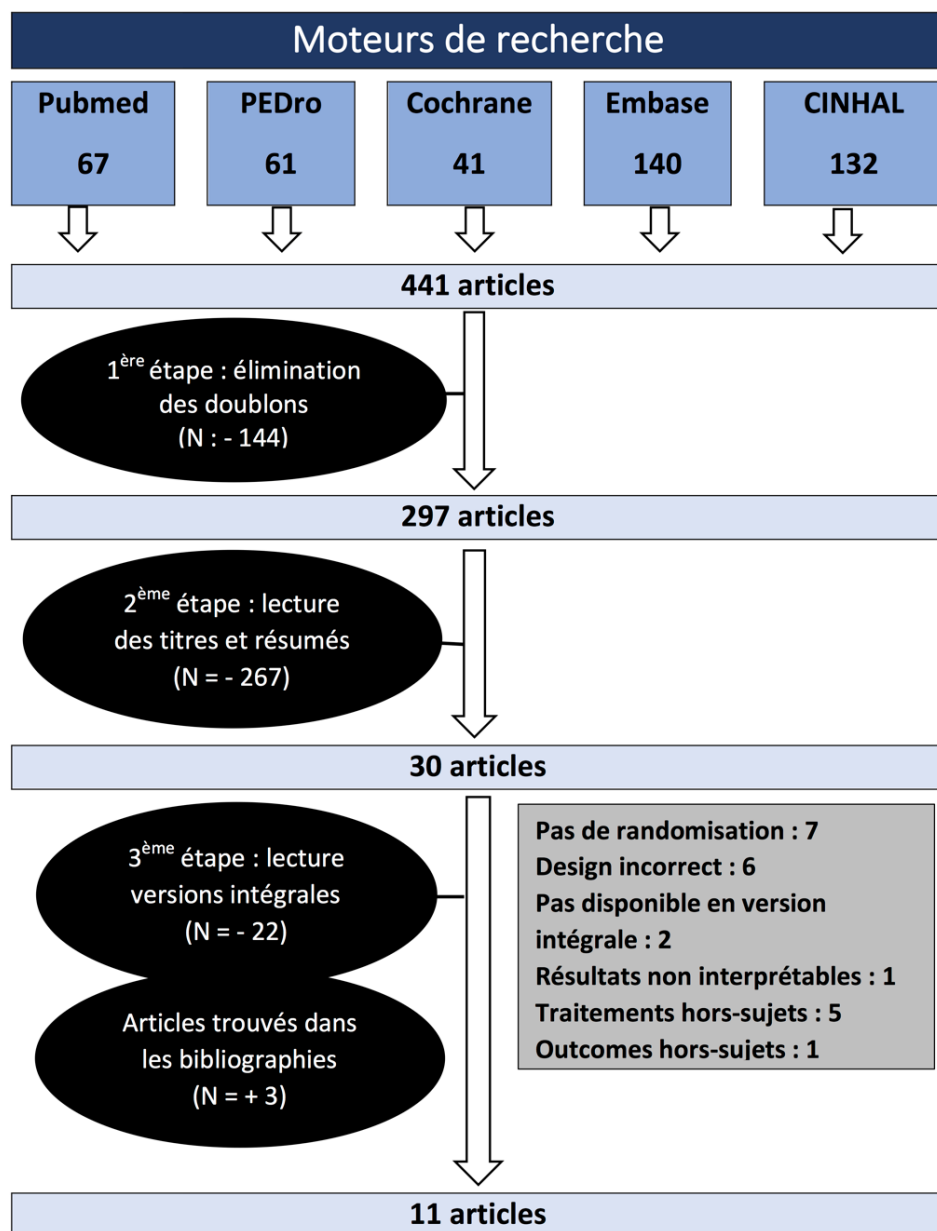 Moteurs de recherche
Pubmed
67
PEDro
61
Cochrane
41
Embase
140
CINHAL
132
441 articles
1ère étape : élimination
des doublons
(N : - 144)
297 articles
2ème étape : lecture
des titres et résumés
(N = - 267)
30 articles
3ème étape : lecture
versions intégrales
(N = - 22)
Articles trouvés dans
les bibliographies
(N = + 3)
Pas de randomisation : 7
Design incorrect : 6
Pas disponible en version
intégrale : 2
Résultats non interprétables : 1
Traitements hors-sujets : 5
Outcomes hors-sujets : 1
11 articles